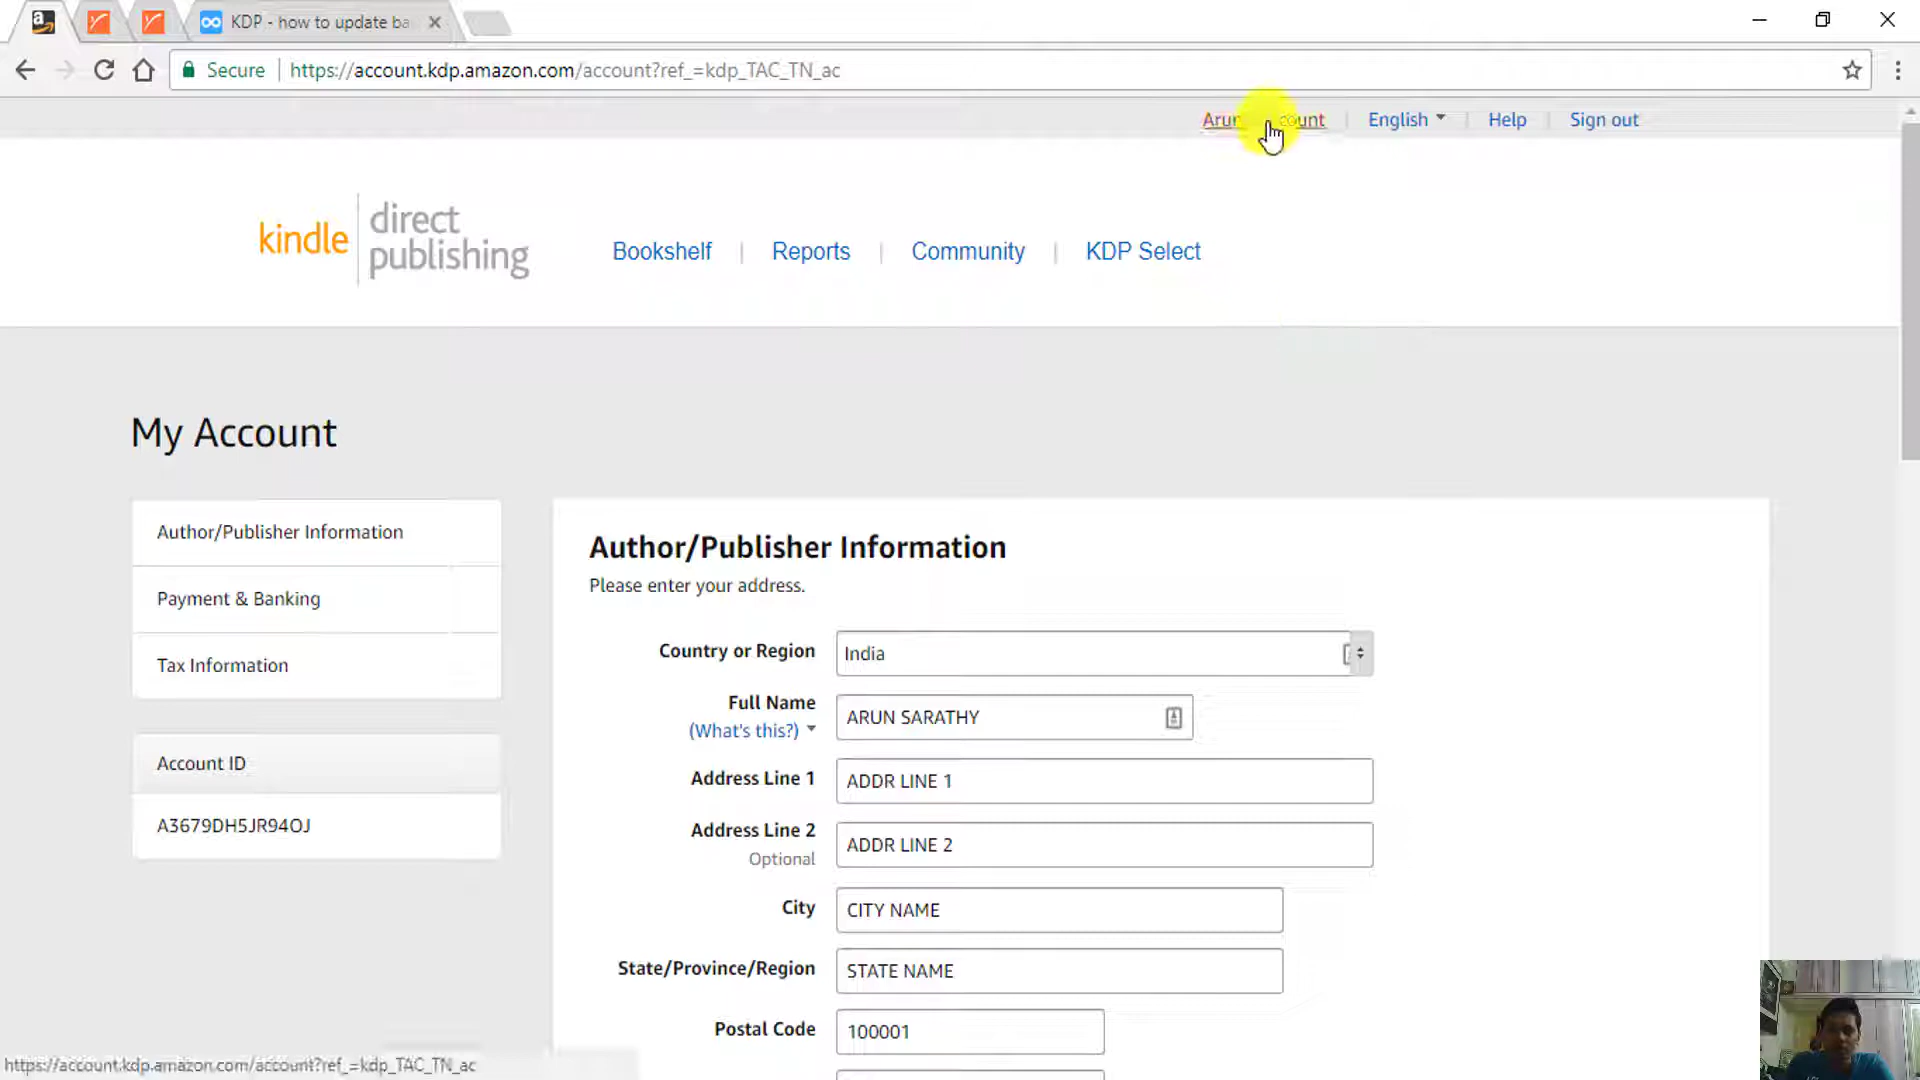 KDP - how to update ba
Secure
https://account.kdp.amazon.com/account?ref_=kdp_TAC_TN_ac
English
Help
Sign out
kindle
direct
publishing
Bookshelf
Reports
Community
KDP Select
My Account
Author/Publisher Information
Payment & Banking
Tax Information
Account ID
A3679DH5JR94OJ
Author/Publisher Information
Please enter your address.
Country or Region
India
Full Name
(What's this?)
ARUN SARATHY
Address Line 1
ADDR LINE 1
Address Line 2
Optional
ADDR LINE 2
City
CITY NAME
State/Province/Region
STATE NAME
Postal Code
100001
https://account.kdp.amazon.com/account?ref_=kdp_TAC_TN_ac